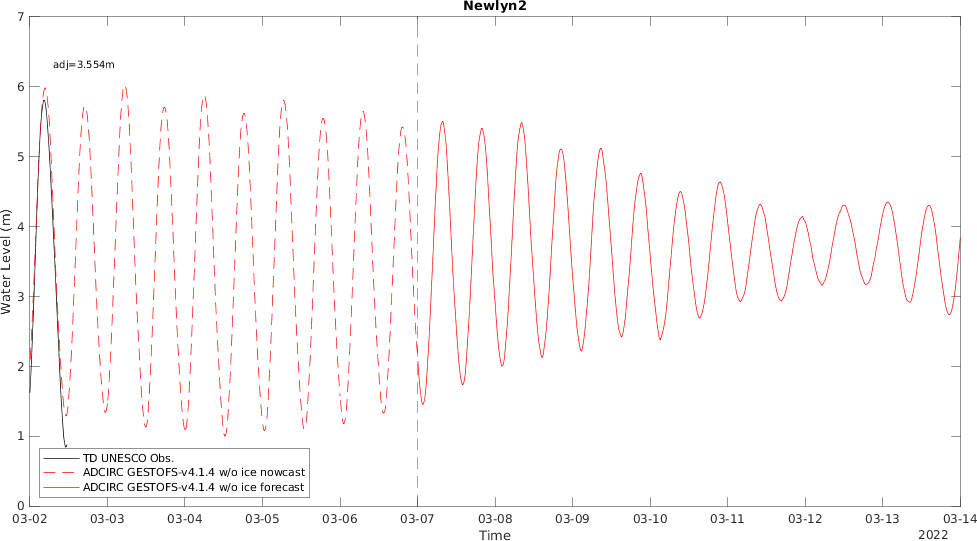 Newlyn2
7
adj=3.554m
6
5
4
3
2
1
0
Water Level (m)
TD UNESCO Obs.
ADCIRC GESTOFS-v4.1.4 w/o ice nowcast
ADCIRC GESTOFS-v4.1.4 w/o ice forecast
03-02 03-03 03-04 03-05 03-06 03-07 03-08 03-09 03-10 03-11 03-12 03-13 03-14
Time
2022